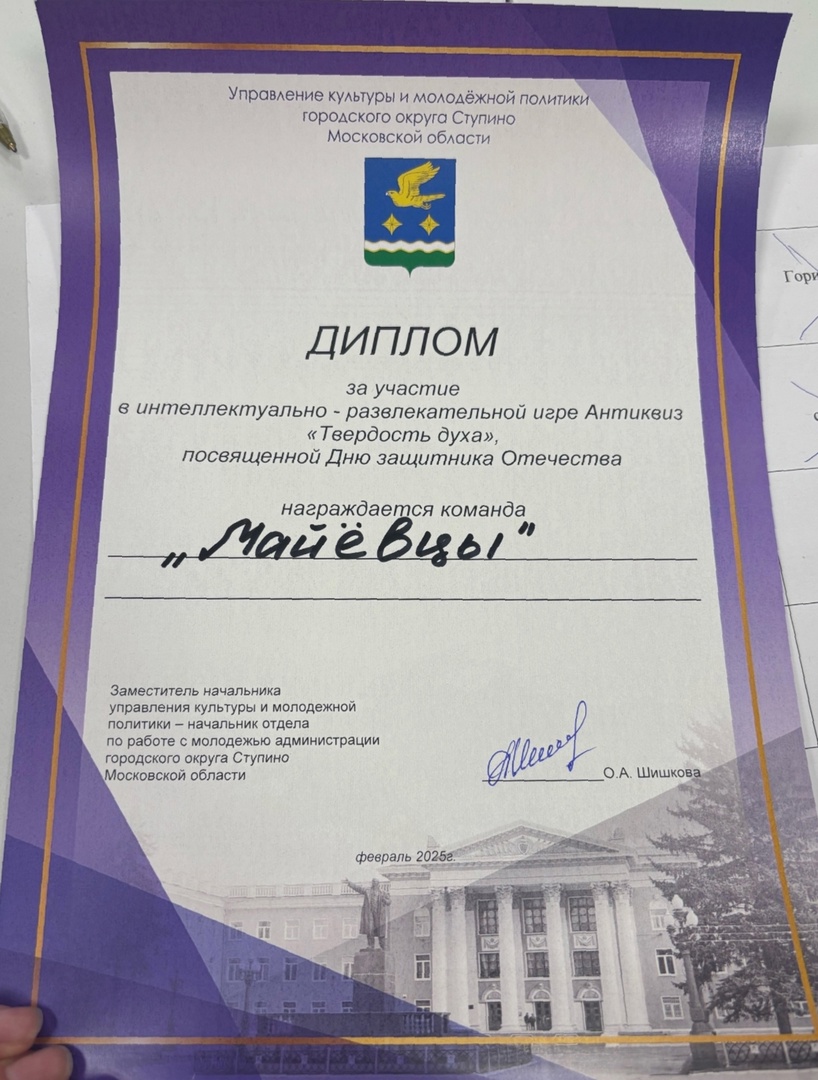 Управление культуры и молодёжной политики
городского округа Ступино
Московской области
ДИПЛОМ
за участие
в интеллектуально - развлекательной игре Антиквиз
«Твердость духа»,
посвященной Дню защитника Отечества
награждается команда
„Майёвцы"
Заместитель начальника
управления культуры и молодежной
политики – начальник отдела
по работе с молодежью администрации
городского округа Ступино
Московской области
О.А. Шишкова
февраль 2025г.